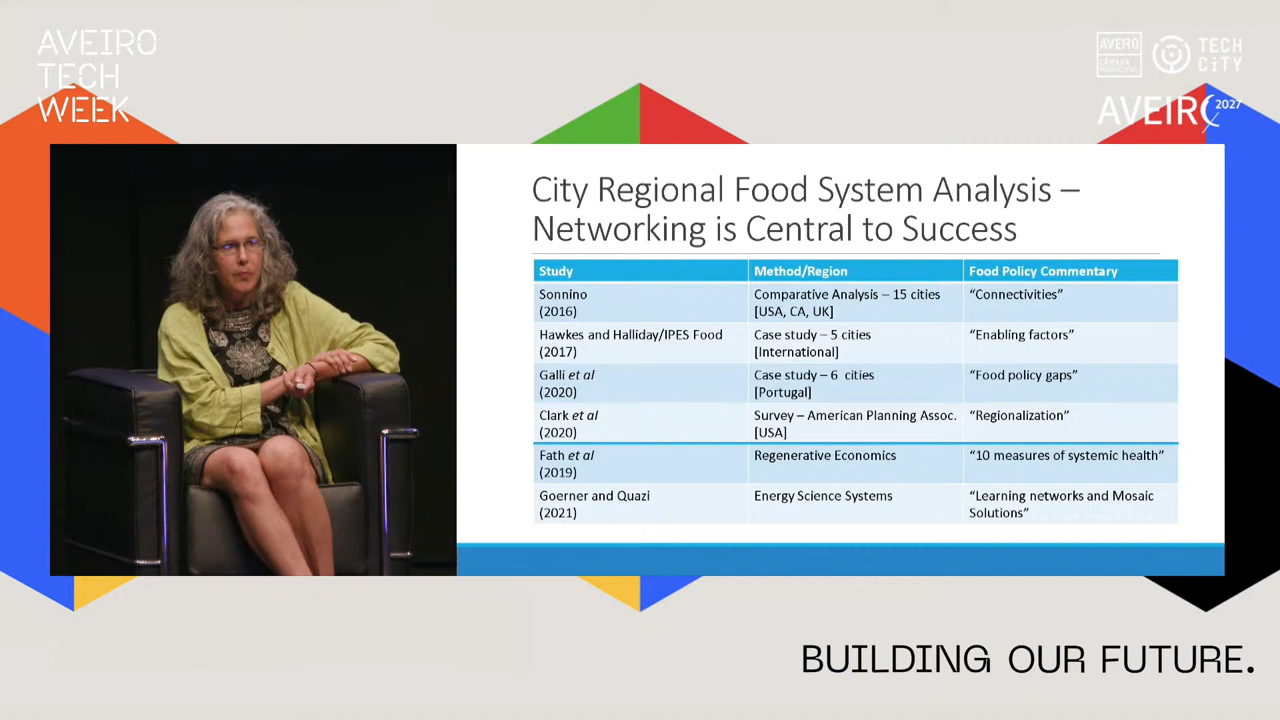 AVEIRO
TECH
WEEK
AVEIRO
CÂMARA
MUNICIPAL
TECH
CiTY
AVEIRO 2027
City Regional Food System Analysis –
Networking is Central to Success
Study Method/Region Food Policy Commentary
Sonnino Comparative Analysis – 15 cities “Connectivities”
(2016) [USA, CA, UK]
Hawkes and Halliday/IPES Food Case study – 5 cities “Enabling factors”
(2017) [International]
Galli et al Case study – 6 cities “Food policy gaps”
(2020) [Portugal]
Clark et al Survey – American Planning Assoc. “Regionalization”
(2020) [USA]
Fath et al Regenerative Economics “10 measures of systemic health”
(2019)
Goerner and Quazi Energy Science Systems “Learning networks and Mosaic
(2021) Solutions”
BUILDING OUR FUTURE.